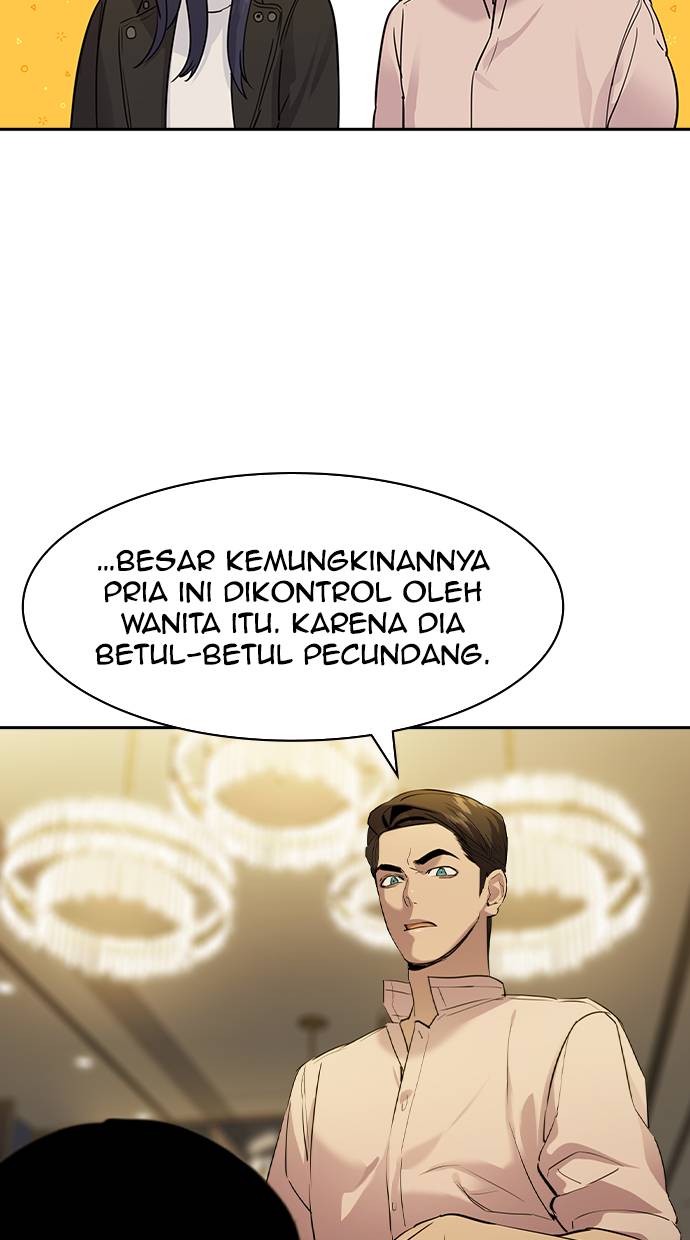 ...BESAR KEMUNGKINANNYA
PRIA INI DIKONTROL OLEH
WANITA ITU. KARENA DIA
BETUL-BETUL PECUNDANG.